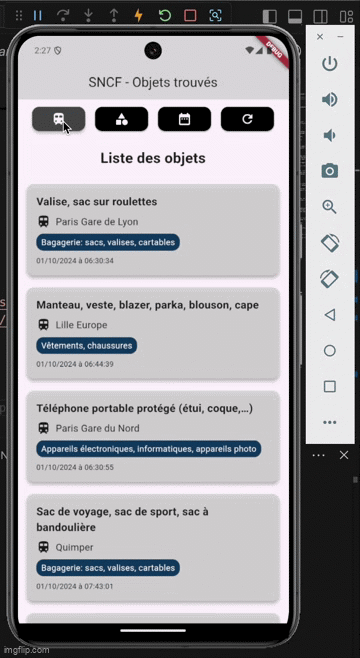 2:27
DEBUG
SNCF - Objets trouvés
Liste des objets
Valise, sac sur roulettes
Paris Gare de Lyon
Bagagerie: sacs, valises, cartables
01/10/2024 à 06:30:34
Manteau, veste, blazer, parka, blouson, cape
Lille Europe
Vêtements, chaussures
01/10/2024 à 06:44:39
Téléphone portable protégé (étui, coque,…)
Paris Gare du Nord
Appareils électroniques, informatiques, appareils photo
01/10/2024 à 06:30:55
Sac de voyage, sac de sport, sac à
bandoulière
Quimper
Bagagerie: sacs, valises, cartables
01/10/2024 à 07:43:01
imgflip.com